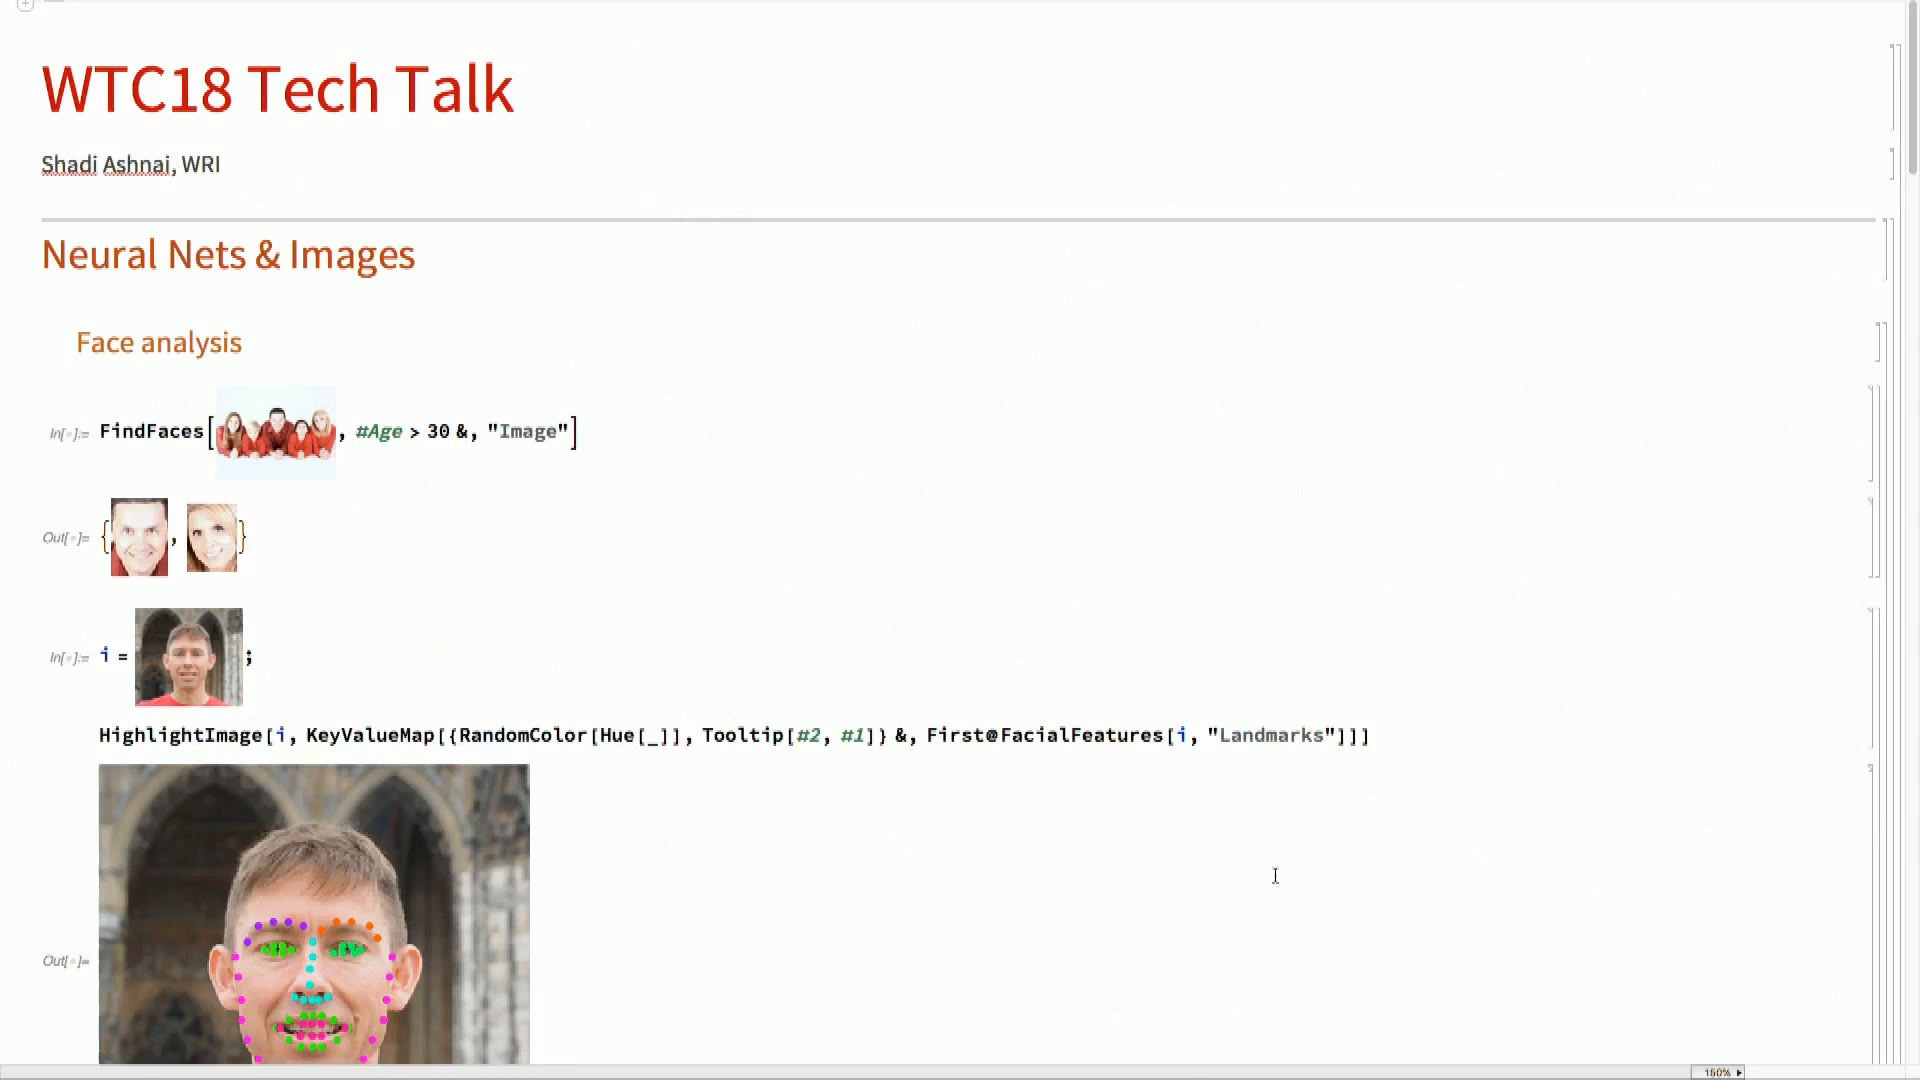 WTC18 Tech Talk
Shadi Ashnai, WRI
Neural Nets & Images
Face analysis
In[ ]:= FindFaces[ , #Age > 30 &, "Image"]
Out[ ]= { , }
In[ ]:= i = ;
HighlightImage[i, KeyValueMap[{RandomColor[Hue[_]], Tooltip[#2, #1]} &, First@FacialFeatures[i, "Landmarks"]]]
Out[ ]=
150%